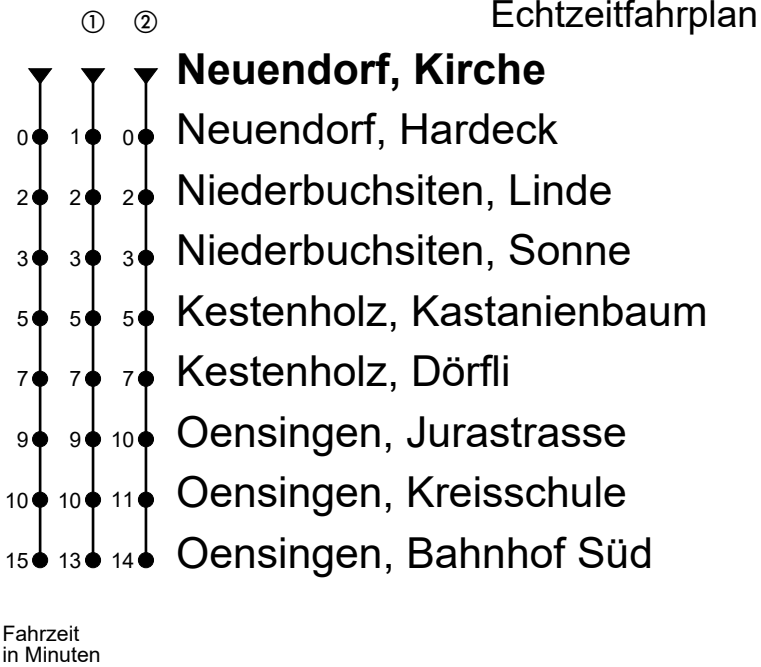 Echtzeitfahrplan
① ②
Neuendorf, Kirche
0 1 0 Neuendorf, Hardeck
2 2 2 Niederbuchsiten, Linde
3 3 3 Niederbuchsiten, Sonne
5 5 5 Kestenholz, Kastanienbaum
7 7 7 Kestenholz, Dörfli
9 9 10 Oensingen, Jurastrasse
10 10 11 Oensingen, Kreisschule
15 13 14 Oensingen, Bahnhof Süd
Fahrzeit
in Minuten